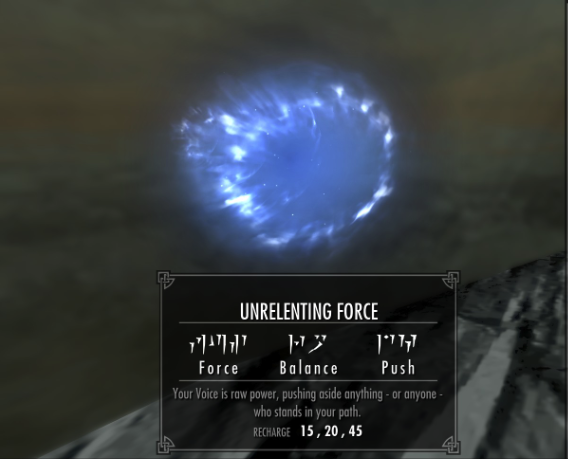 UNRELENTING FORCE
Force Balance Push
Your Voice is raw power, pushing aside anything - or anyone -
who stands in your path.
RECHARGE 15 , 20 , 45